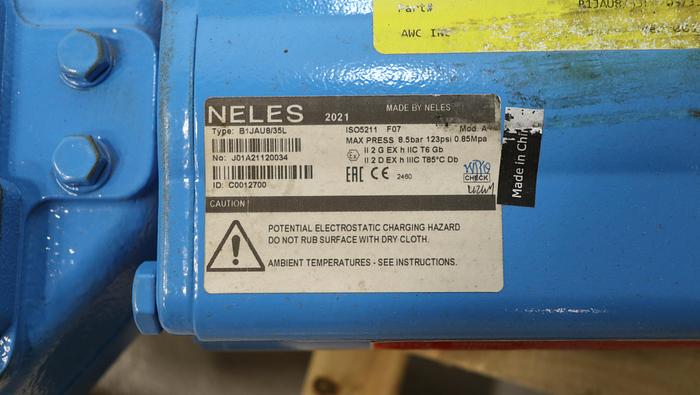 Part#
AWC INC
NELES 2021 MADE BY NELES
Type: B1JAU8/35L
ISO5211 F07 Mod. A
MAX PRESS 8.5bar 123psi 0.85Mpa
No: J01A21120034
II 2 G EX h IIC T6 Gb
II 2 D EX h IIIC T85°C Db
ID: C0012700
EAC CE 2460
CHECK
CAUTION
POTENTIAL ELECTROSTATIC CHARGING HAZARD
DO NOT RUB SURFACE WITH DRY CLOTH.
AMBIENT TEMPERATURES - SEE INSTRUCTIONS.
Made in Chi